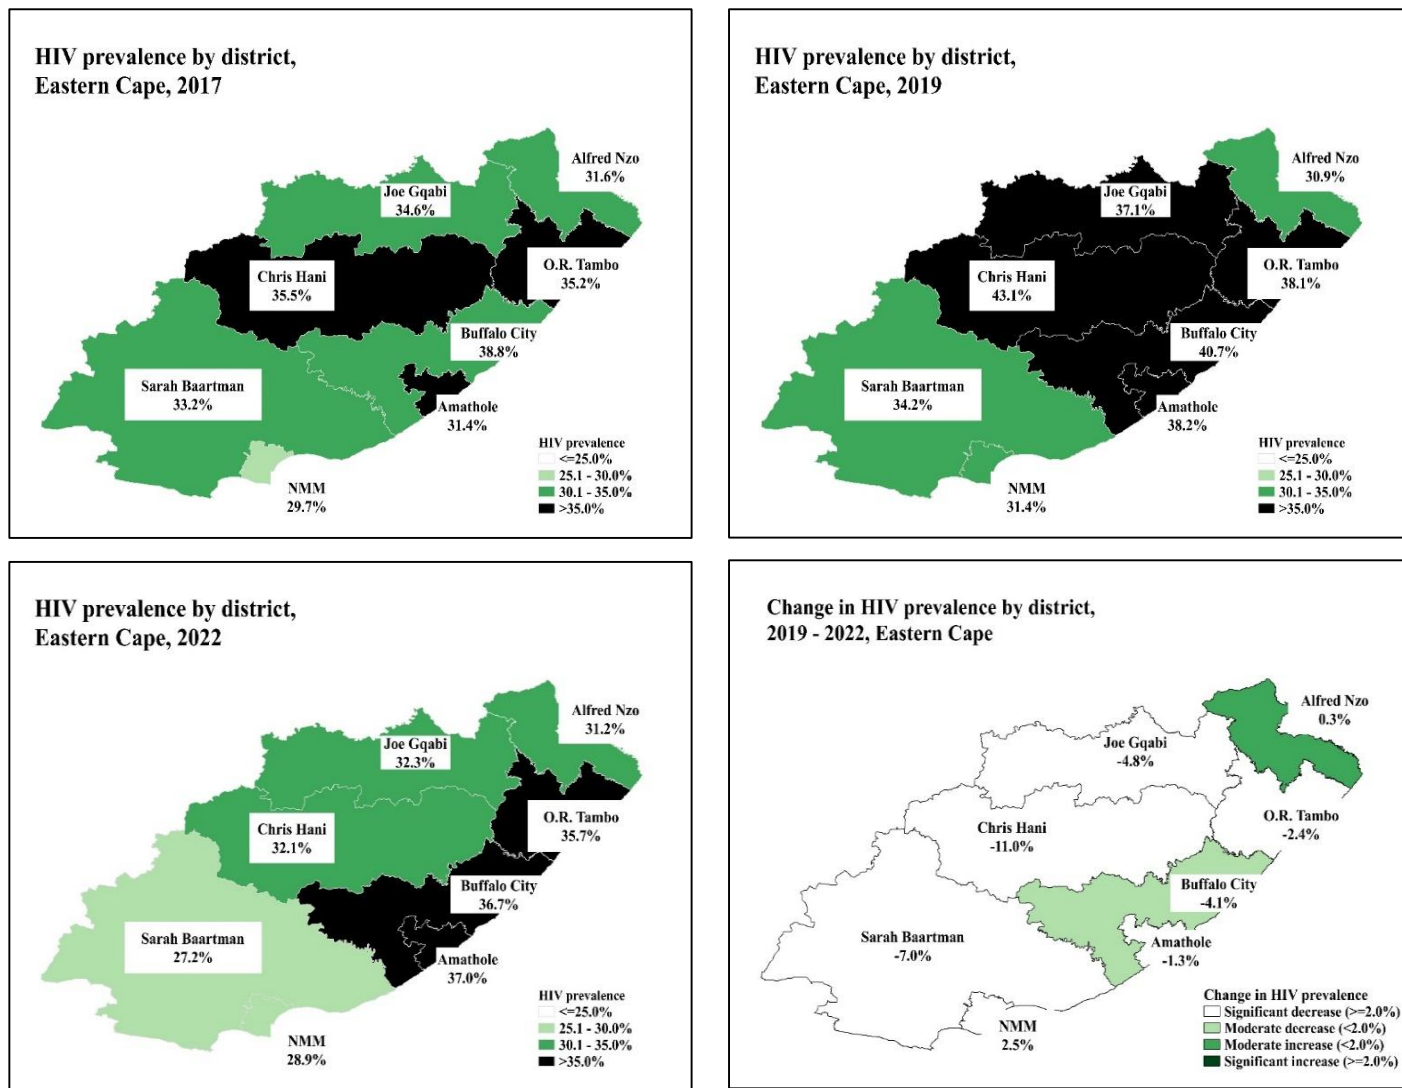 HIV prevalence by district,
Eastern Cape, 2017
Alfred Nzo
31.6%
Joe Gqabi
34.6%
O.R. Tambo
35.2%
Chris Hani
35.5%
Buffalo City
38.8%
Sarah Baartman
33.2%
Amathole
31.4%
NMM
29.7%
HIV prevalence
<=25.0%
25.1 - 30.0%
30.1 - 35.0%
>35.0%
HIV prevalence by district,
Eastern Cape, 2019
Alfred Nzo
30.9%
Joe Gqabi
37.1%
O.R. Tambo
38.1%
Chris Hani
43.1%
Buffalo City
40.7%
Sarah Baartman
34.2%
Amathole
38.2%
NMM
31.4%
HIV prevalence
<=25.0%
25.1 - 30.0%
30.1 - 35.0%
>35.0%
HIV prevalence by district,
Eastern Cape, 2022
Alfred Nzo
31.2%
Joe Gqabi
32.3%
O.R. Tambo
35.7%
Chris Hani
32.1%
Buffalo City
36.7%
Sarah Baartman
27.2%
Amathole
37.0%
NMM
28.9%
HIV prevalence
<=25.0%
25.1 - 30.0%
30.1 - 35.0%
>35.0%
Change in HIV prevalence by district,
2019 - 2022, Eastern Cape
Alfred Nzo
0.3%
Joe Gqabi
-4.8%
O.R. Tambo
-2.4%
Chris Hani
-11.0%
Buffalo City
-4.1%
Sarah Baartman
-7.0%
Amathole
-1.3%
NMM
2.5%
Change in HIV prevalence
Significant decrease (>=2.0%)
Moderate decrease (<2.0%)
Moderate increase (<2.0%)
Significant increase (>=2.0%)